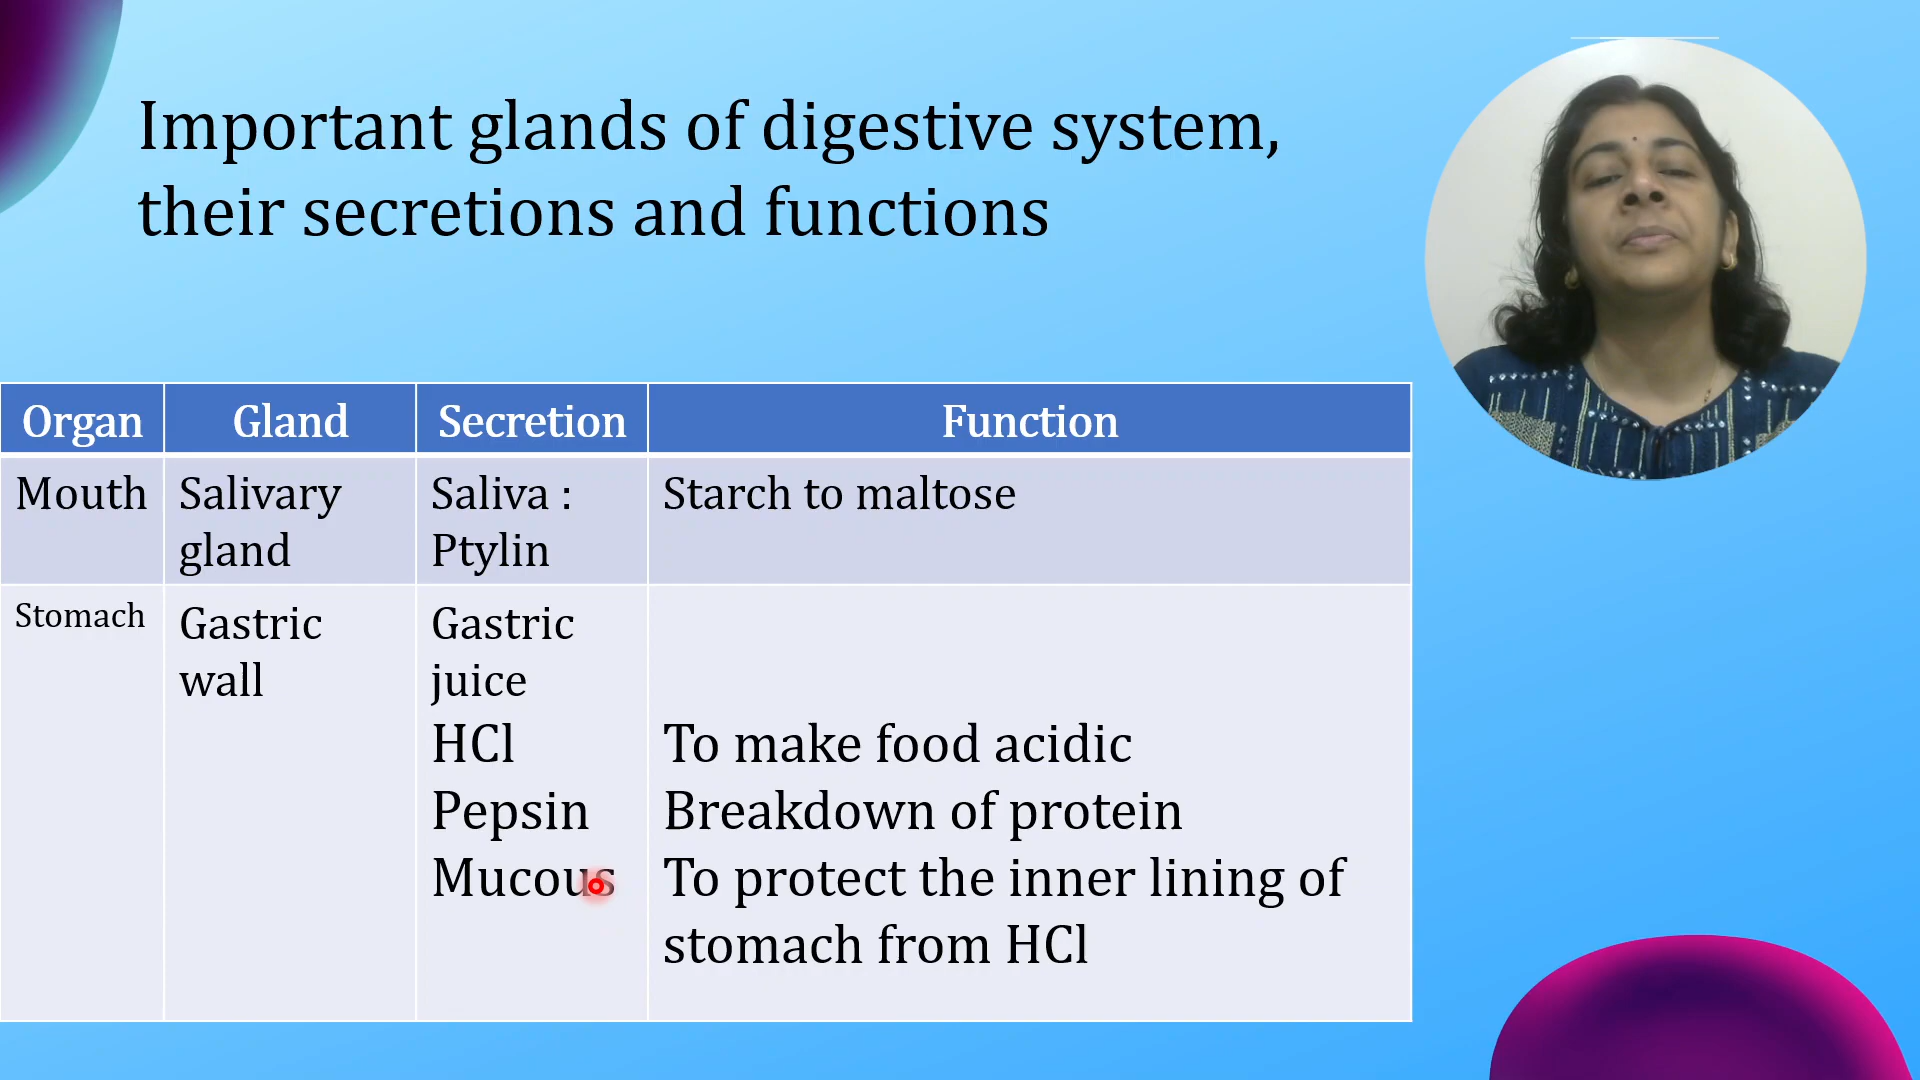 Important glands of digestive system,
their secretions and functions
Organ Gland Secretion Function
Mouth Salivary gland Saliva : Ptylin Starch to maltose
Stomach Gastric wall Gastric juice
HCl To make food acidic
Pepsin Breakdown of protein
Mucous To protect the inner lining of
stomach from HCl